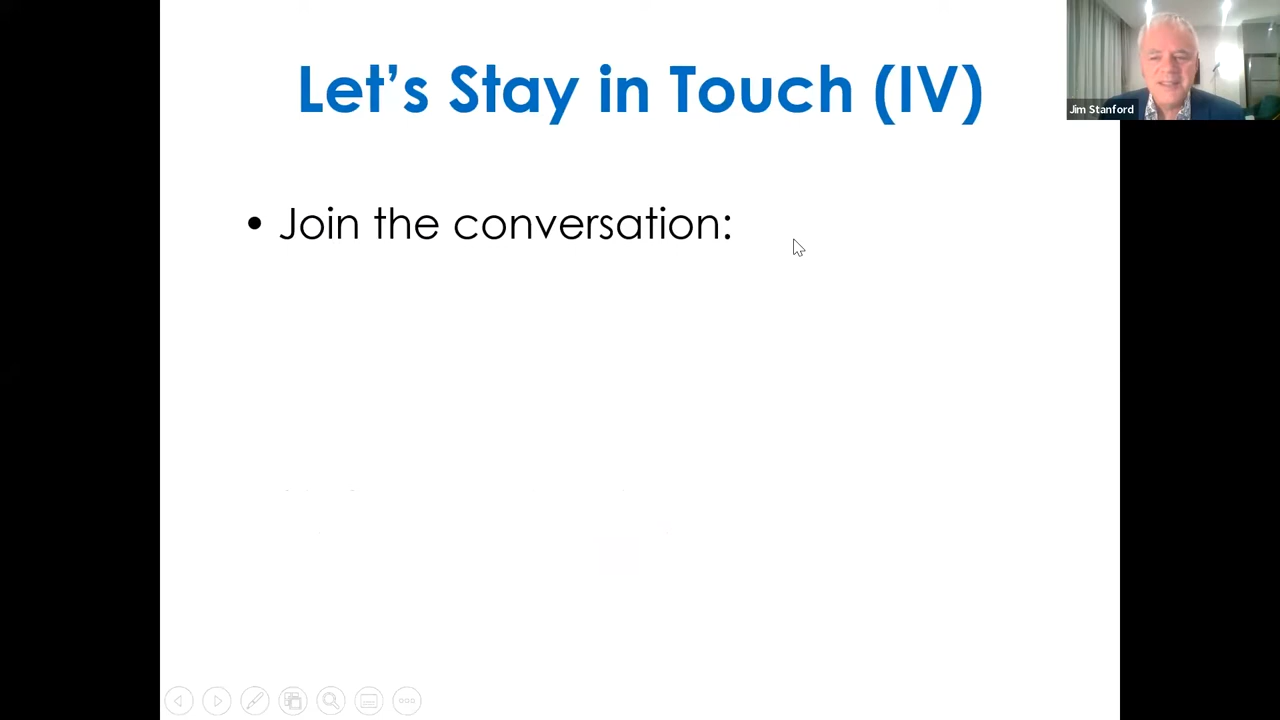 Let's Stay in Touch (IV)
Jim Stanford
• Join the conversation: